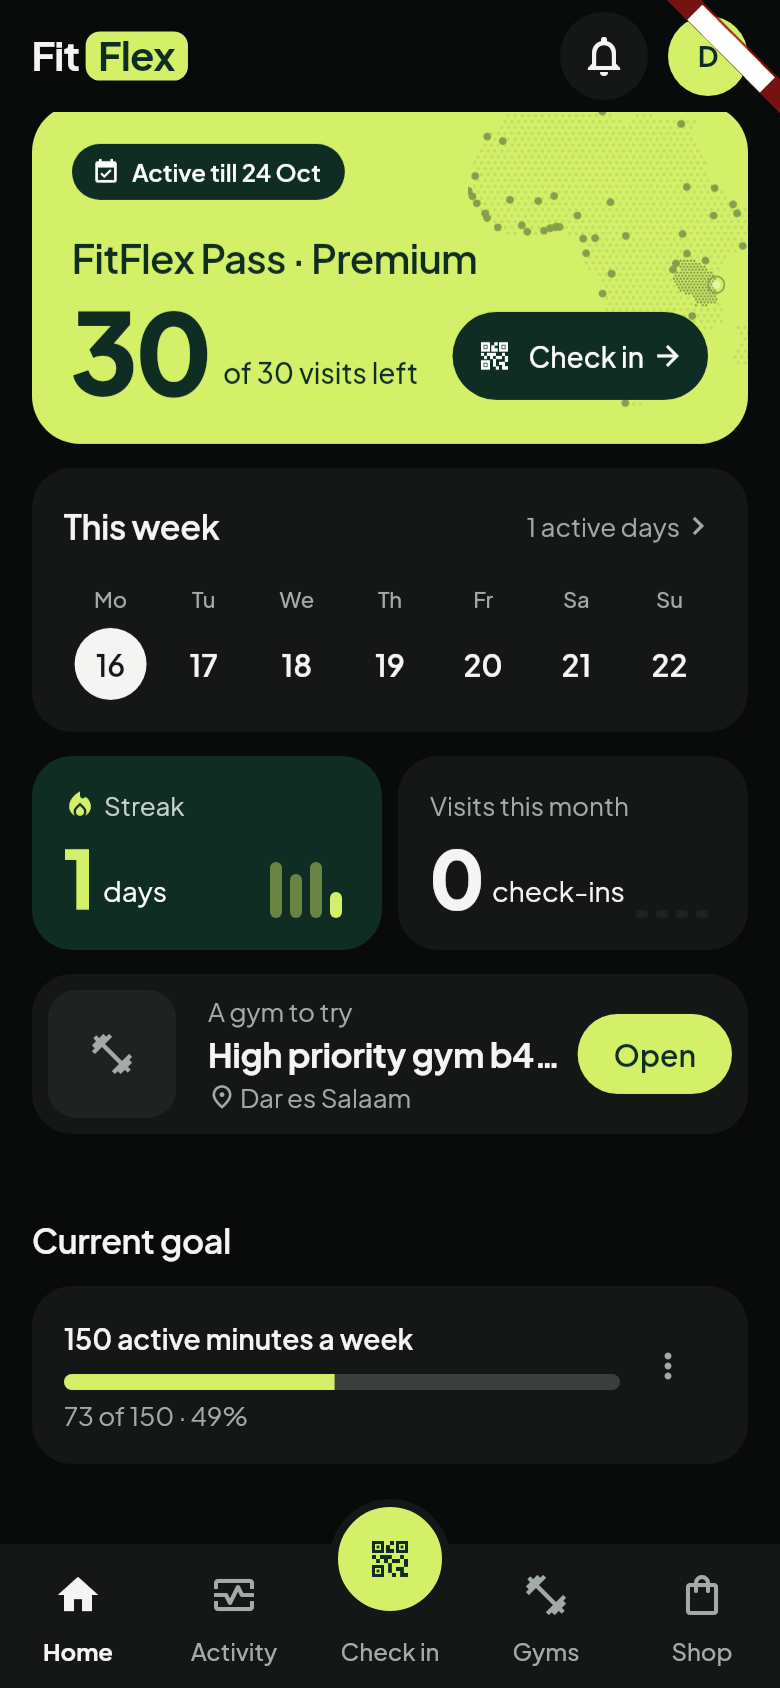 Fit Flex
D
Active till 24 Oct
FitFlex Pass · Premium
30 of 30 visits left
Check in
This week
1 active days
Mo Tu We Th Fr Sa Su
16 17 18 19 20 21 22
Streak
1 days
Visits this month
0 check-ins
A gym to try
High priority gym b4...
Dar es Salaam
Open
Current goal
150 active minutes a week
73 of 150 · 49%
Home
Activity
Check in
Gyms
Shop